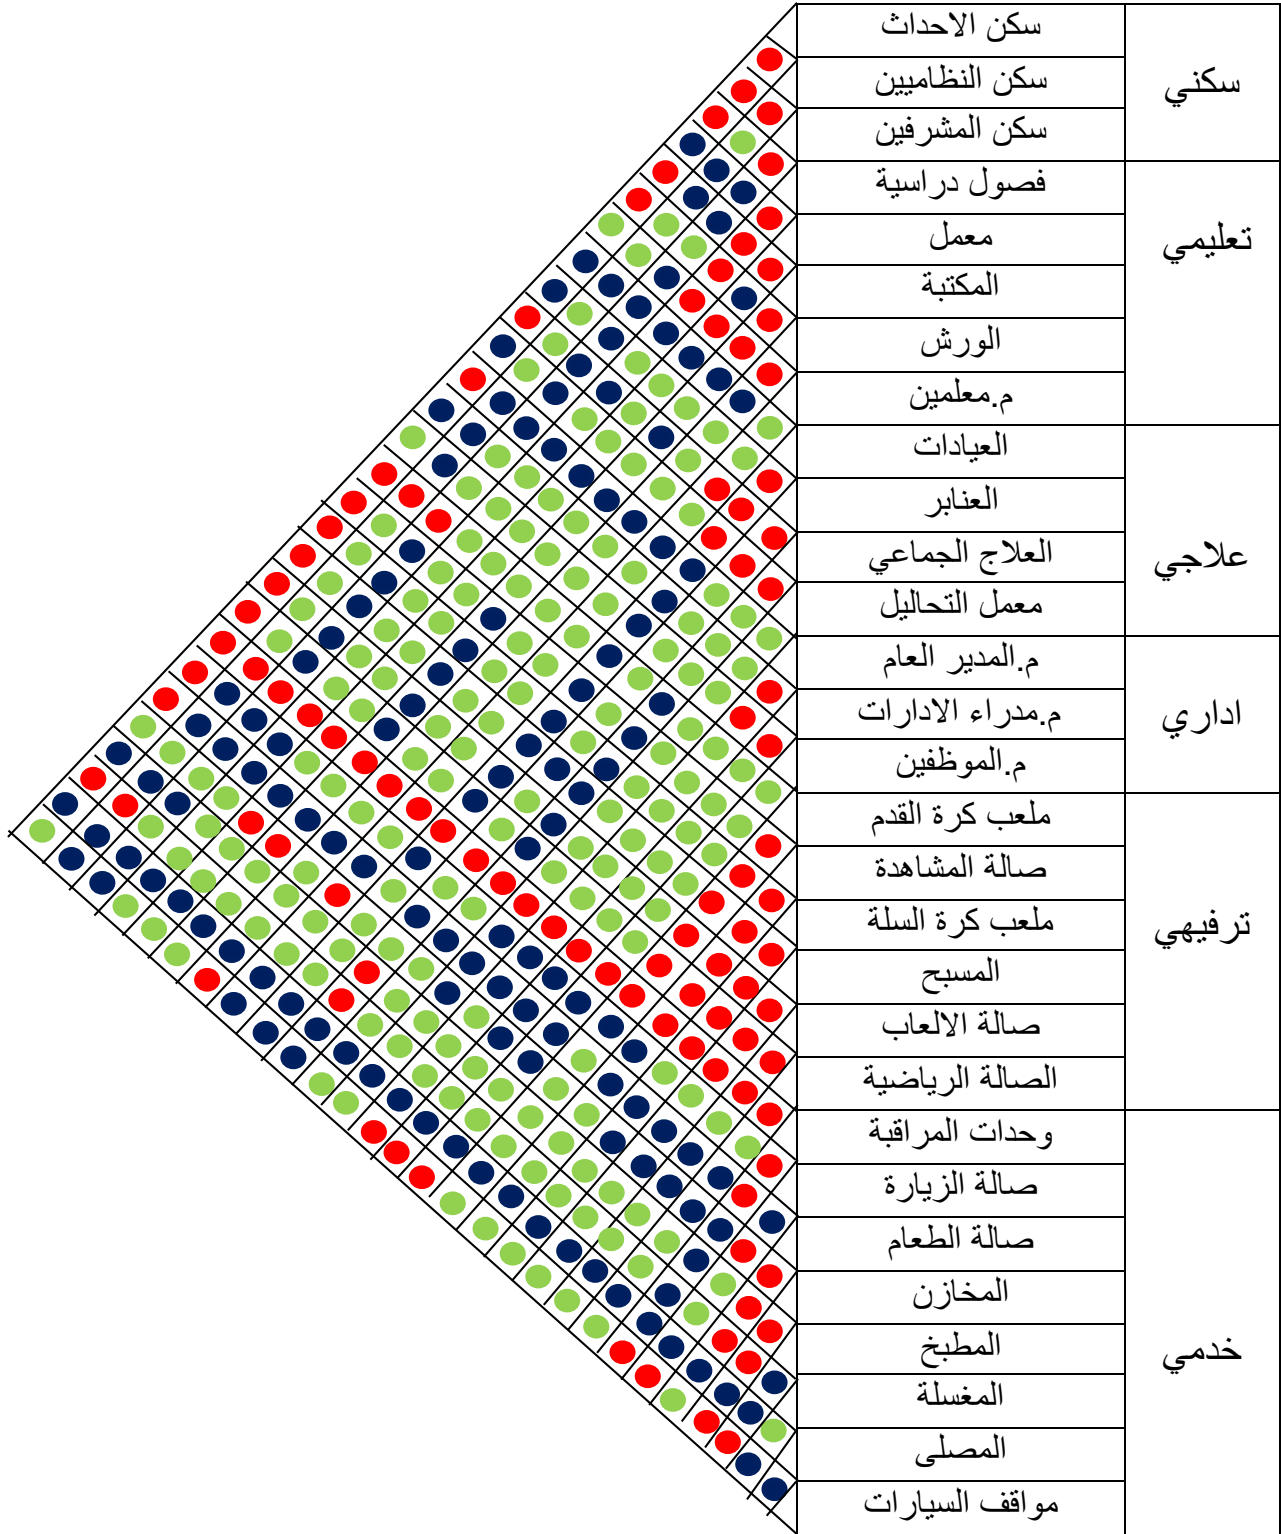 سكني
سكن الاحداث
سكن النظاميين
سكن المشرفين
تعليمي
فصول دراسية
معمل
المكتبة
الورش
م.معلمين
علاجي
العيادات
العنابر
العلاج الجماعي
معمل التحاليل
اداري
م.المدير العام
م.مدراء الادارات
م.الموظفين
ترفيهي
ملعب كرة القدم
صالة المشاهدة
ملعب كرة السلة
المسبح
صالة الالعاب
الصالة الرياضية
خدمي
وحدات المراقبة
صالة الزيارة
صالة الطعام
المخازن
المطبخ
المغسلة
المصلى
مواقف السيارات